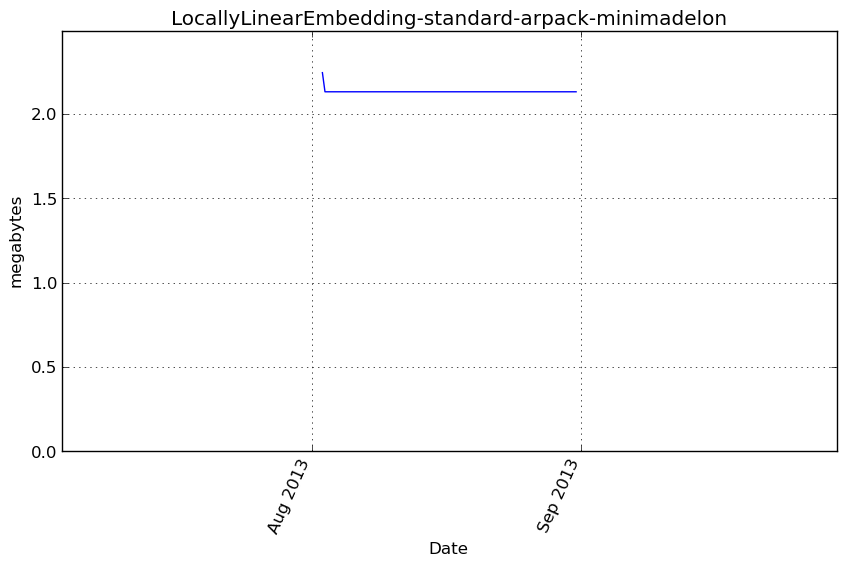 LocallyLinearEmbedding-standard-arpack-minimadelon
megabytes
2.0
1.5
1.0
0.5
0.0
Aug 2013
Sep 2013
Date